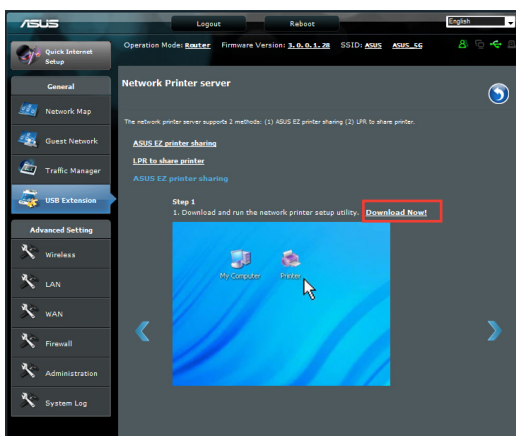 ASUS
Logout
Reboot
English
Quick Internet
Setup
Operation Mode: Router Firmware Version: 3.0.0.1.28 SSID: ASUS ASUS_5G
General
Network Map
Guest Network
Traffic Manager
USB Extension
Advanced Setting
Wireless
LAN
WAN
Firewall
Administration
System Log
Network Printer server
The network printer server supports 2 methods: (1) ASUS EZ printer sharing (2) LPR to share printer.
ASUS EZ printer sharing
LPR to share printer
ASUS EZ printer sharing
Step 1
1. Download and run the network printer setup utility. Download Now!
My Computer
Printer